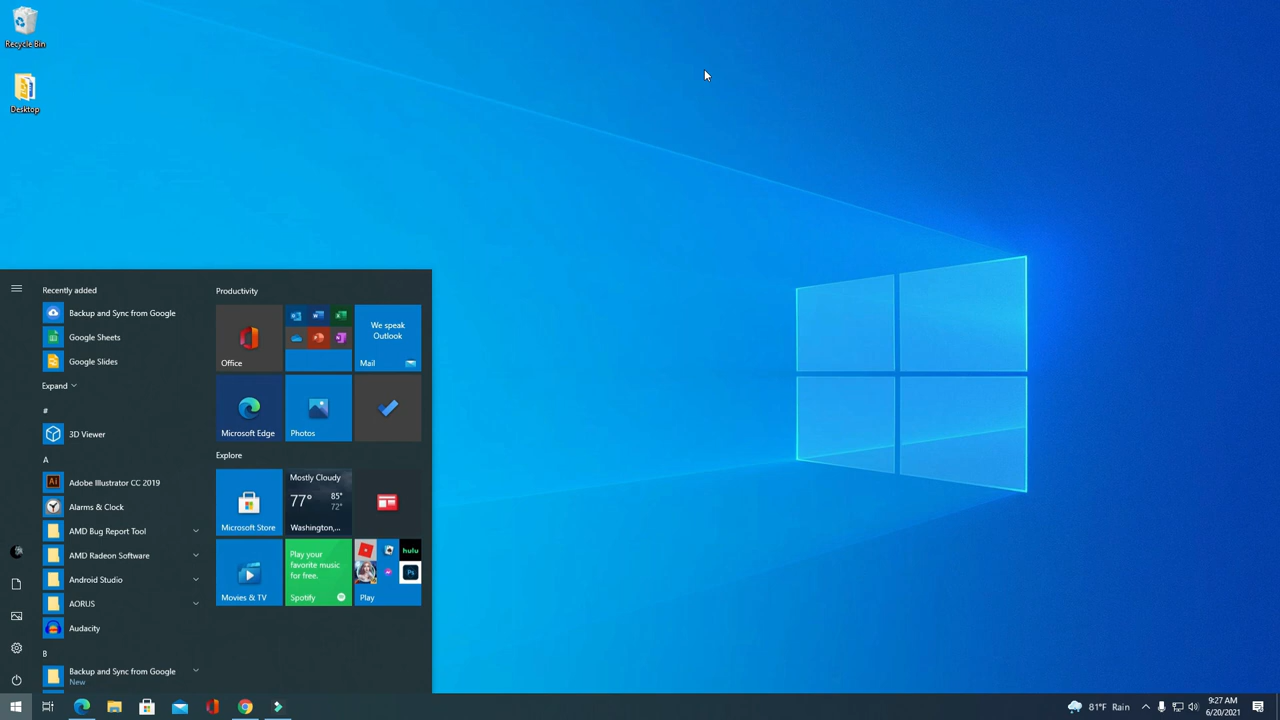 Recycle Bin
Desktop
Recently added
Backup and Sync from Google
Google Sheets
Google Slides
Expand
#
3D Viewer
A
Adobe Illustrator CC 2019
Alarms & Clock
AMD Bug Report Tool
AMD Radeon Software
Android Studio
AORUS
Audacity
B
Backup and Sync from Google
New
Productivity
Office
We speak
Outlook
Mail
Microsoft Edge
Photos
Explore
Microsoft Store
Mostly Cloudy
77° 85°
72°
Washington,...
Movies & TV
Play your
favorite music
for free.
Spotify
hulu
Ps
Play
Ai
81°F Rain
9:27 AM
6/20/2021